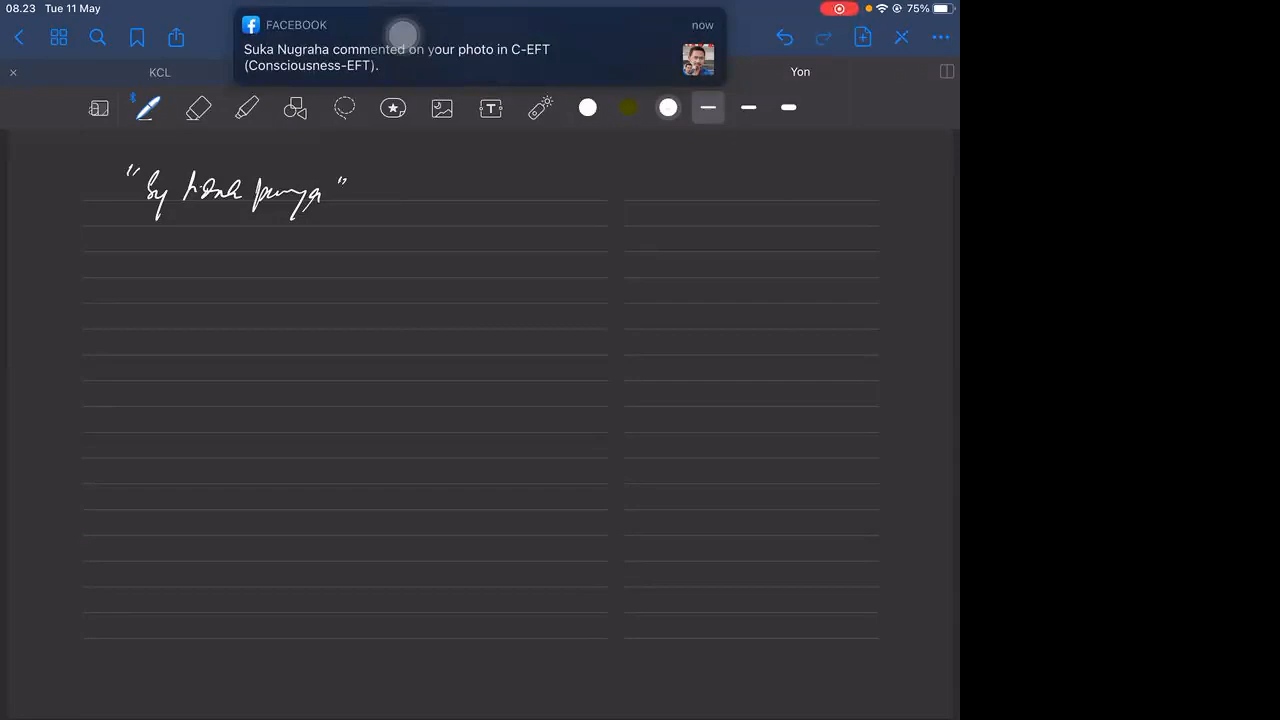 08.23 Tue 11 May
75%
FACEBOOK
now
Suka Nugraha commented on your photo in C-EFT
(Consciousness-EFT).
KCL
Yon
T
"Sy tidak punya"